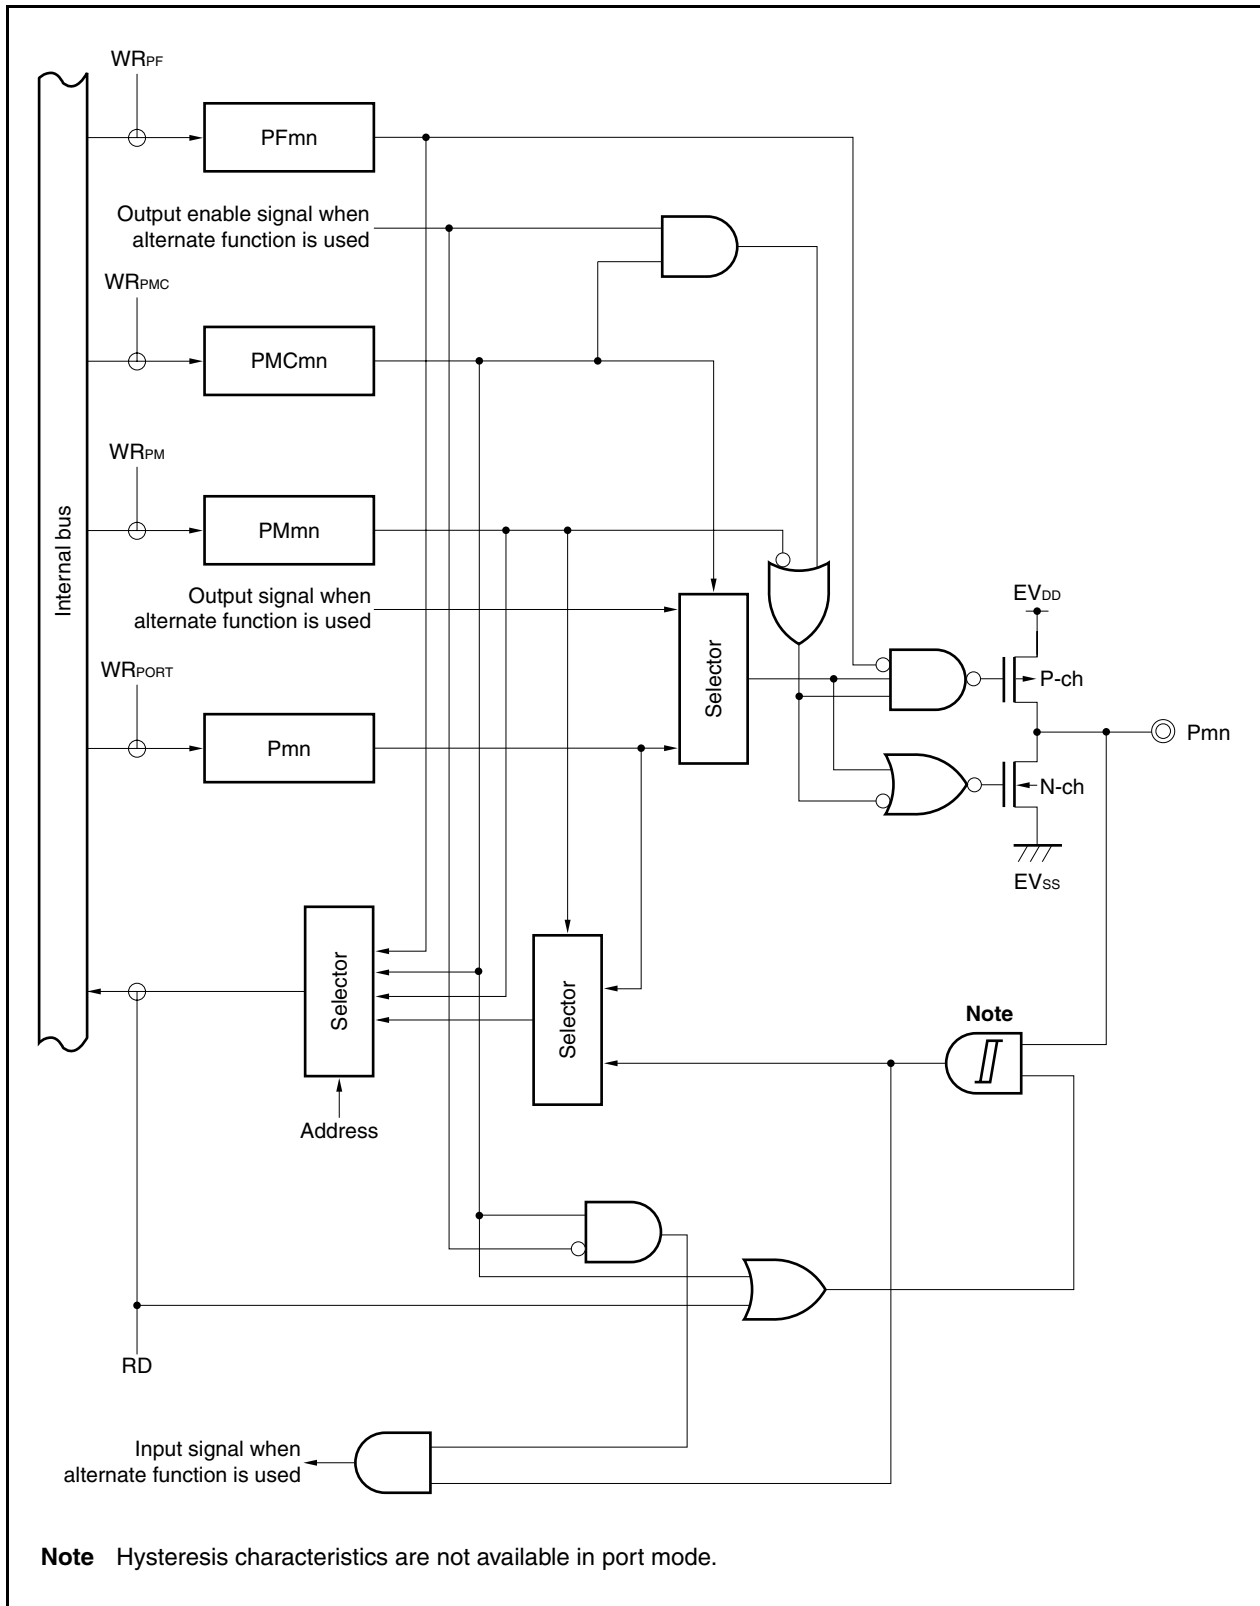 WRPF
PFmn
Output enable signal when
alternate function is used
WRPMC
PMCmn
WRPM
PMmn
Internal bus
Output signal when
alternate function is used
EVDD
Selector
P-ch
WRPORT
Pmn
Pmn
N-ch
EVSS
Selector
Selector
Note
Address
RD
Input signal when
alternate function is used
Note Hysteresis characteristics are not available in port mode.